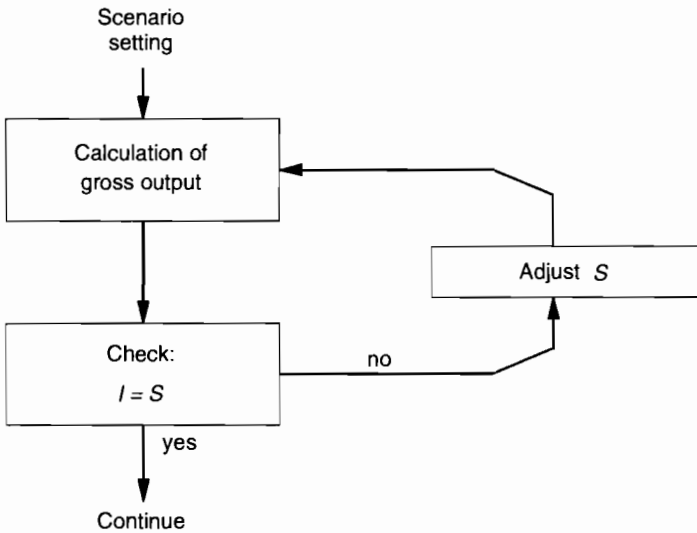 Scenario
setting
Calculation of
gross output
Adjust S
Check:
I = S
no
yes
Continue